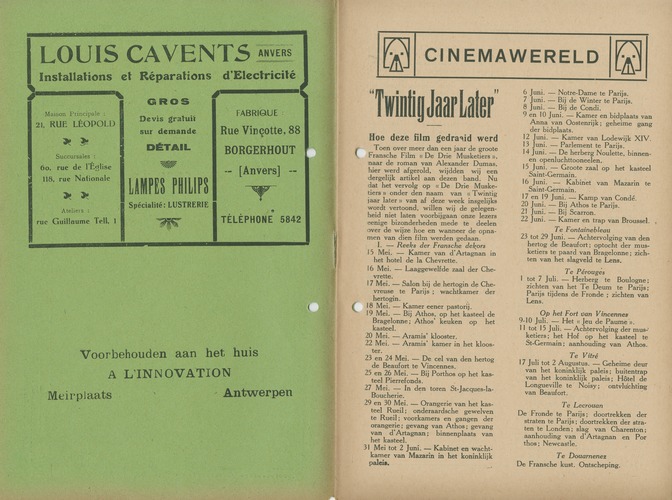 LOUIS CAVENTS ANVERS
Installations et Réparations d'Electricité
Maison Principale :
21, RUE LÉOPOLD
Succursales :
60, rue de l'Église
118, rue Nationale
Ateliers :
rue Guillaume Tell, 1
GROS
Devis gratuit
sur demande
DÉTAIL
LAMPES PHILIPS
Spécialité: LUSTRERIE
FABRIQUE
Rue Vinçotte, 88
BORGERHOUT
— [Anvers] —
TÉLÉPHONE 5842
Voorbehouden aan het huis
A L'INNOVATION
Meirplaats Antwerpen
CINEMAWERELD
"Twintig Jaar Later"
Hoe deze film gedraaid werd
Toen over meer dan een jaar de groote
Fransche Film « De Drie Musketiers »,
naar de roman van Alexander Dumas,
hier werd afgerold, wijdden wij een
dergelijk artikel aan dezen band. Nu
dat het vervolg op « De Drie Muske-
tiers » onder den naam van « Twintig
jaar later » van af deze week insgelijks
wordt vertoond, willen wij de gelegen-
heid niet laten voorbijgaan onze lezers
eenige bizonderheden mede te deelen
over de wijze hoe en wanneer de opna-
men van dien film werden gedaan.
I. — Reeks der Fransche dekors
15 Mei. — Kamer van d'Artagnan in
het hotel de la Chevrette.
16 Mei. — Laaggewelfde zaal der Che-
vrette.
17 Mei. — Salon bij de hertogin de Che-
vreuse te Parijs ; wachtkamer der
hertogin.
18 Mei. — Kamer eener pastorij.
19 Mei. — Bij Athos, op het kasteel de
Bragelonne; Athos' keuken op het
kasteel.
20 Mei. — Aramis' klooster.
22 Mei. — Aramis' kamer in het kloos-
ter.
23 en 24 Mei. — De cel van den hertog
de Beaufort te Vincennes.
25 en 26 Mei. — Bij Porthos op het kas-
teel Pierrefonds.
27 Mei. — In den toren St-Jacques-la-
Boucherie.
29 en 30 Mei. — Orangerie van het kas-
teel Rueil; onderaardsche gewelven
te Rueil; voorkamers en gangen der
orangerie; gevang van Athos; gevang
van d'Artagnan; binnenplaats van
het kasteel.
31 Mei tot 2 Juni. — Kabinet en wacht-
kamer van Mazarin in het koninklijk
paleis.
6 Juni. — Notre-Dame te Parijs.
7 Juni. — Bij de Winter te Parijs.
8 Juni. — Bij de Condi.
9 en 10 Juni. — Kamer en bidplaats van
Anna van Oostenrijk; geheime gang
der bidplaats.
12 Juni. — Kamer van Lodewijk XIV.
13 Juni. — Parlement te Parijs.
14 Juni. — De herberg Noulette, binnen-
en openluchttooneelen.
15 Juni. — Groote zaal op het kasteel
Saint-Germain.
16 Juni. — Kabinet van Mazarin te
Saint-Germain.
17 en 19 Juni. — Kamp van Condé.
20 Juni. — Bij Athos te Parijs.
21 Juni. — Bij Scarron.
22 Juni. — Kamer en trap van Broussel.
Te Fontainebleau
23 tot 29 Juni. — Achtervolging van den
hertog de Beaufort; optocht der mus-
ketiers te paard van Bragelonne; zich-
ten van het slagveld te Lens.
Te Pérouges
1 tot 7 Juli. — Herberg te Boulogne;
zichten van het Te Deum te Parijs;
Parijs tijdens de Fronde ; zichten van
Lens.
Op het Fort van Vincennes
9-10 Juli. — Het « Jeu de Paume ».
11 tot 15 Juli. — Achtervolging der mus-
ketiers; het Hof op het kasteel te
St-Germain; aanhouding van Athos.
Te Vitré
17 Juli tot 2 Augustus. — Geheime deur
van het koninklijk paleis; buitentrap
van het koninklijk paleis; Hôtel de
Longueville te Noisy; ontvluchting
van Beaufort.
Te Lecrouan
De Fronde te Parijs; doortrekken der
straten te Parijs; doortrekken der stra-
ten te Londen; slag van Charenton;
aanhouding van d'Artagnan en Por
thos; Newcastle.
Te Douamenes
De Fransche kust. Ontscheping.